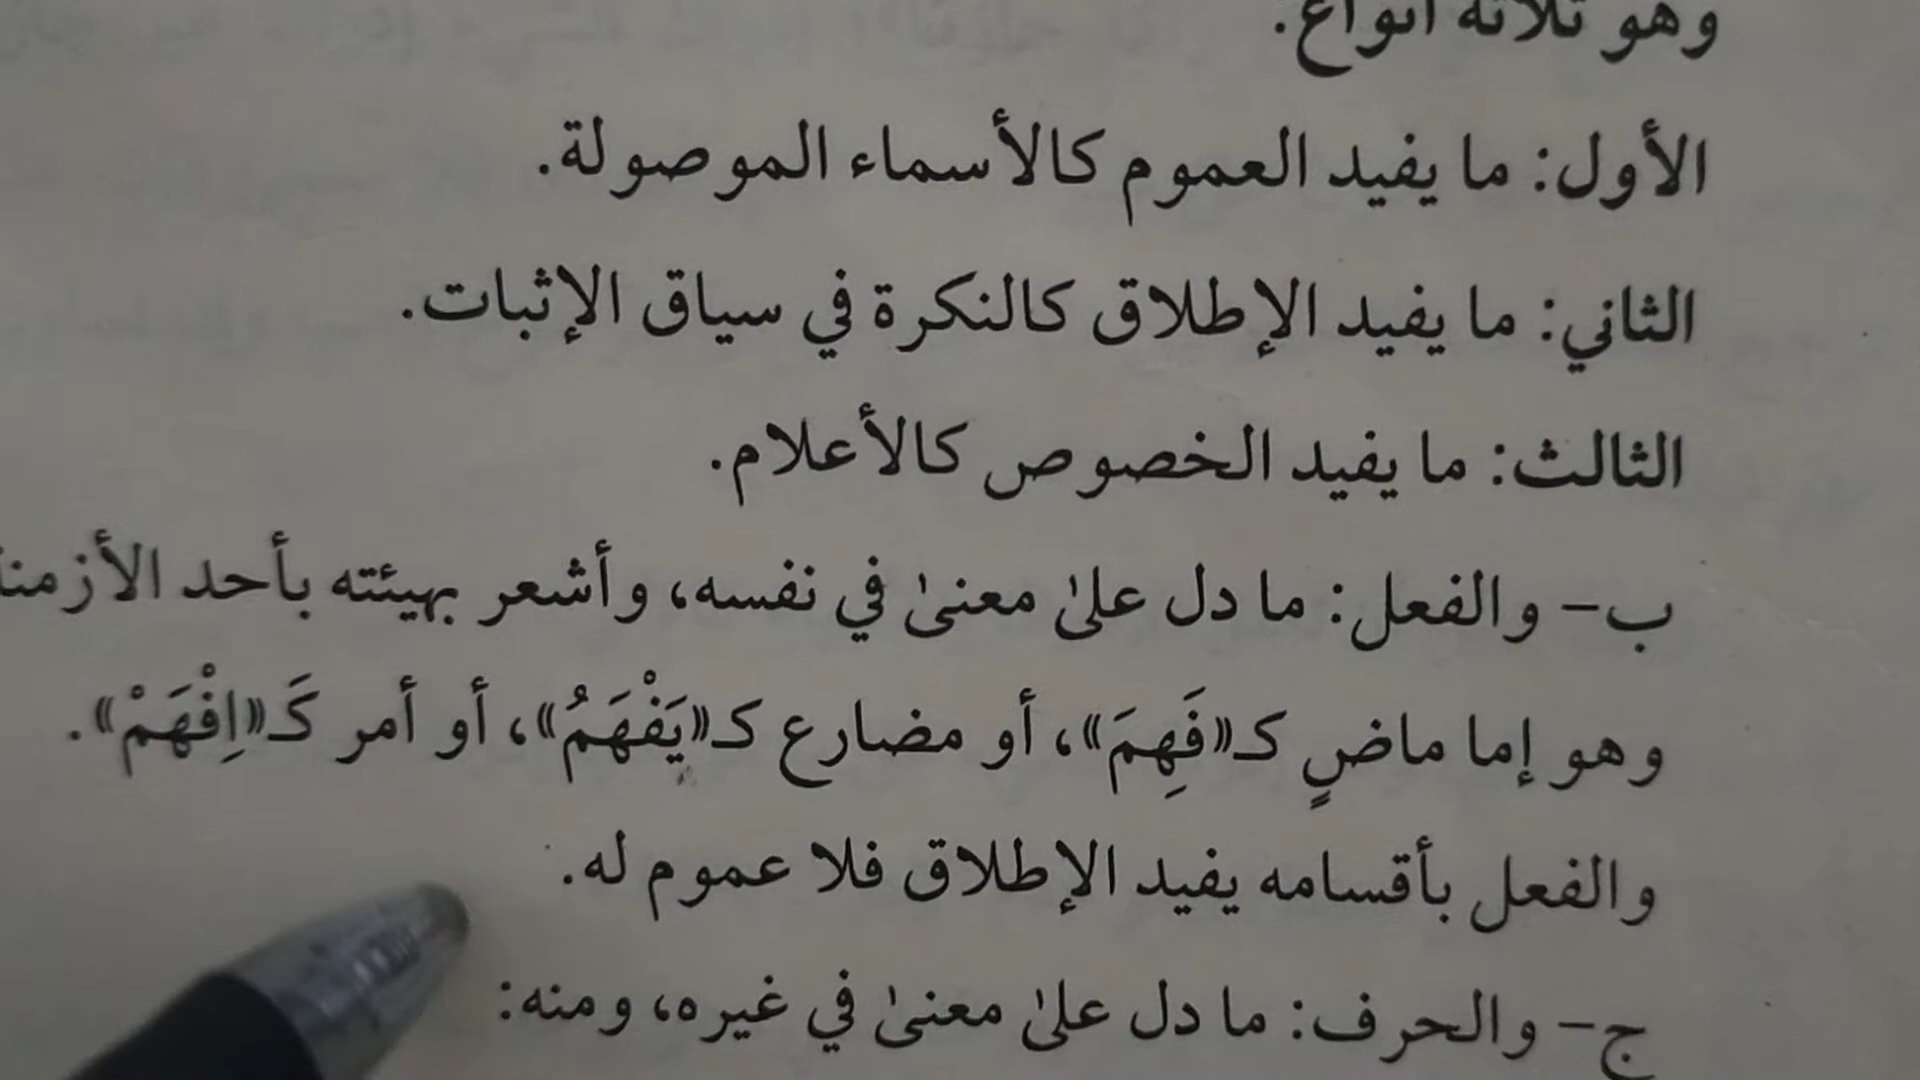 وهو ثلاثة أنواع:
الأول: ما يفيد العموم كالأسماء الموصولة.
الثاني: ما يفيد الإطلاق كالنكرة في سياق الإثبات.
الثالث: ما يفيد الخصوص كالأعلام.
ب- والفعل: ما دل علىٰ معنىٰ في نفسه، وأشعر بهيئته بأحد
وهو إما ماضٍ كـ«فَهِمَ»، أو مضارع كـ«يَفْهَمُ»، أو أمر كَـ«اِفْهَمْ».
والفعل بأقسامه يفيد الإطلاق فلا عموم له.
ج- والحرف: ما دل علىٰ معنىٰ في غيره، ومنه: